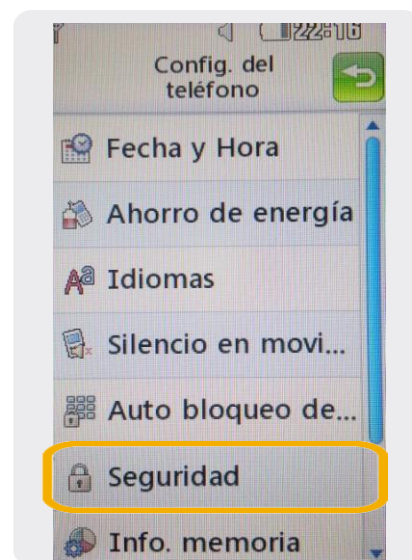 22:16
Config. del
teléfono
Fecha y Hora
Ahorro de energía
Idiomas
Silencio en movi...
Auto bloqueo de...
Seguridad
Info. memoria